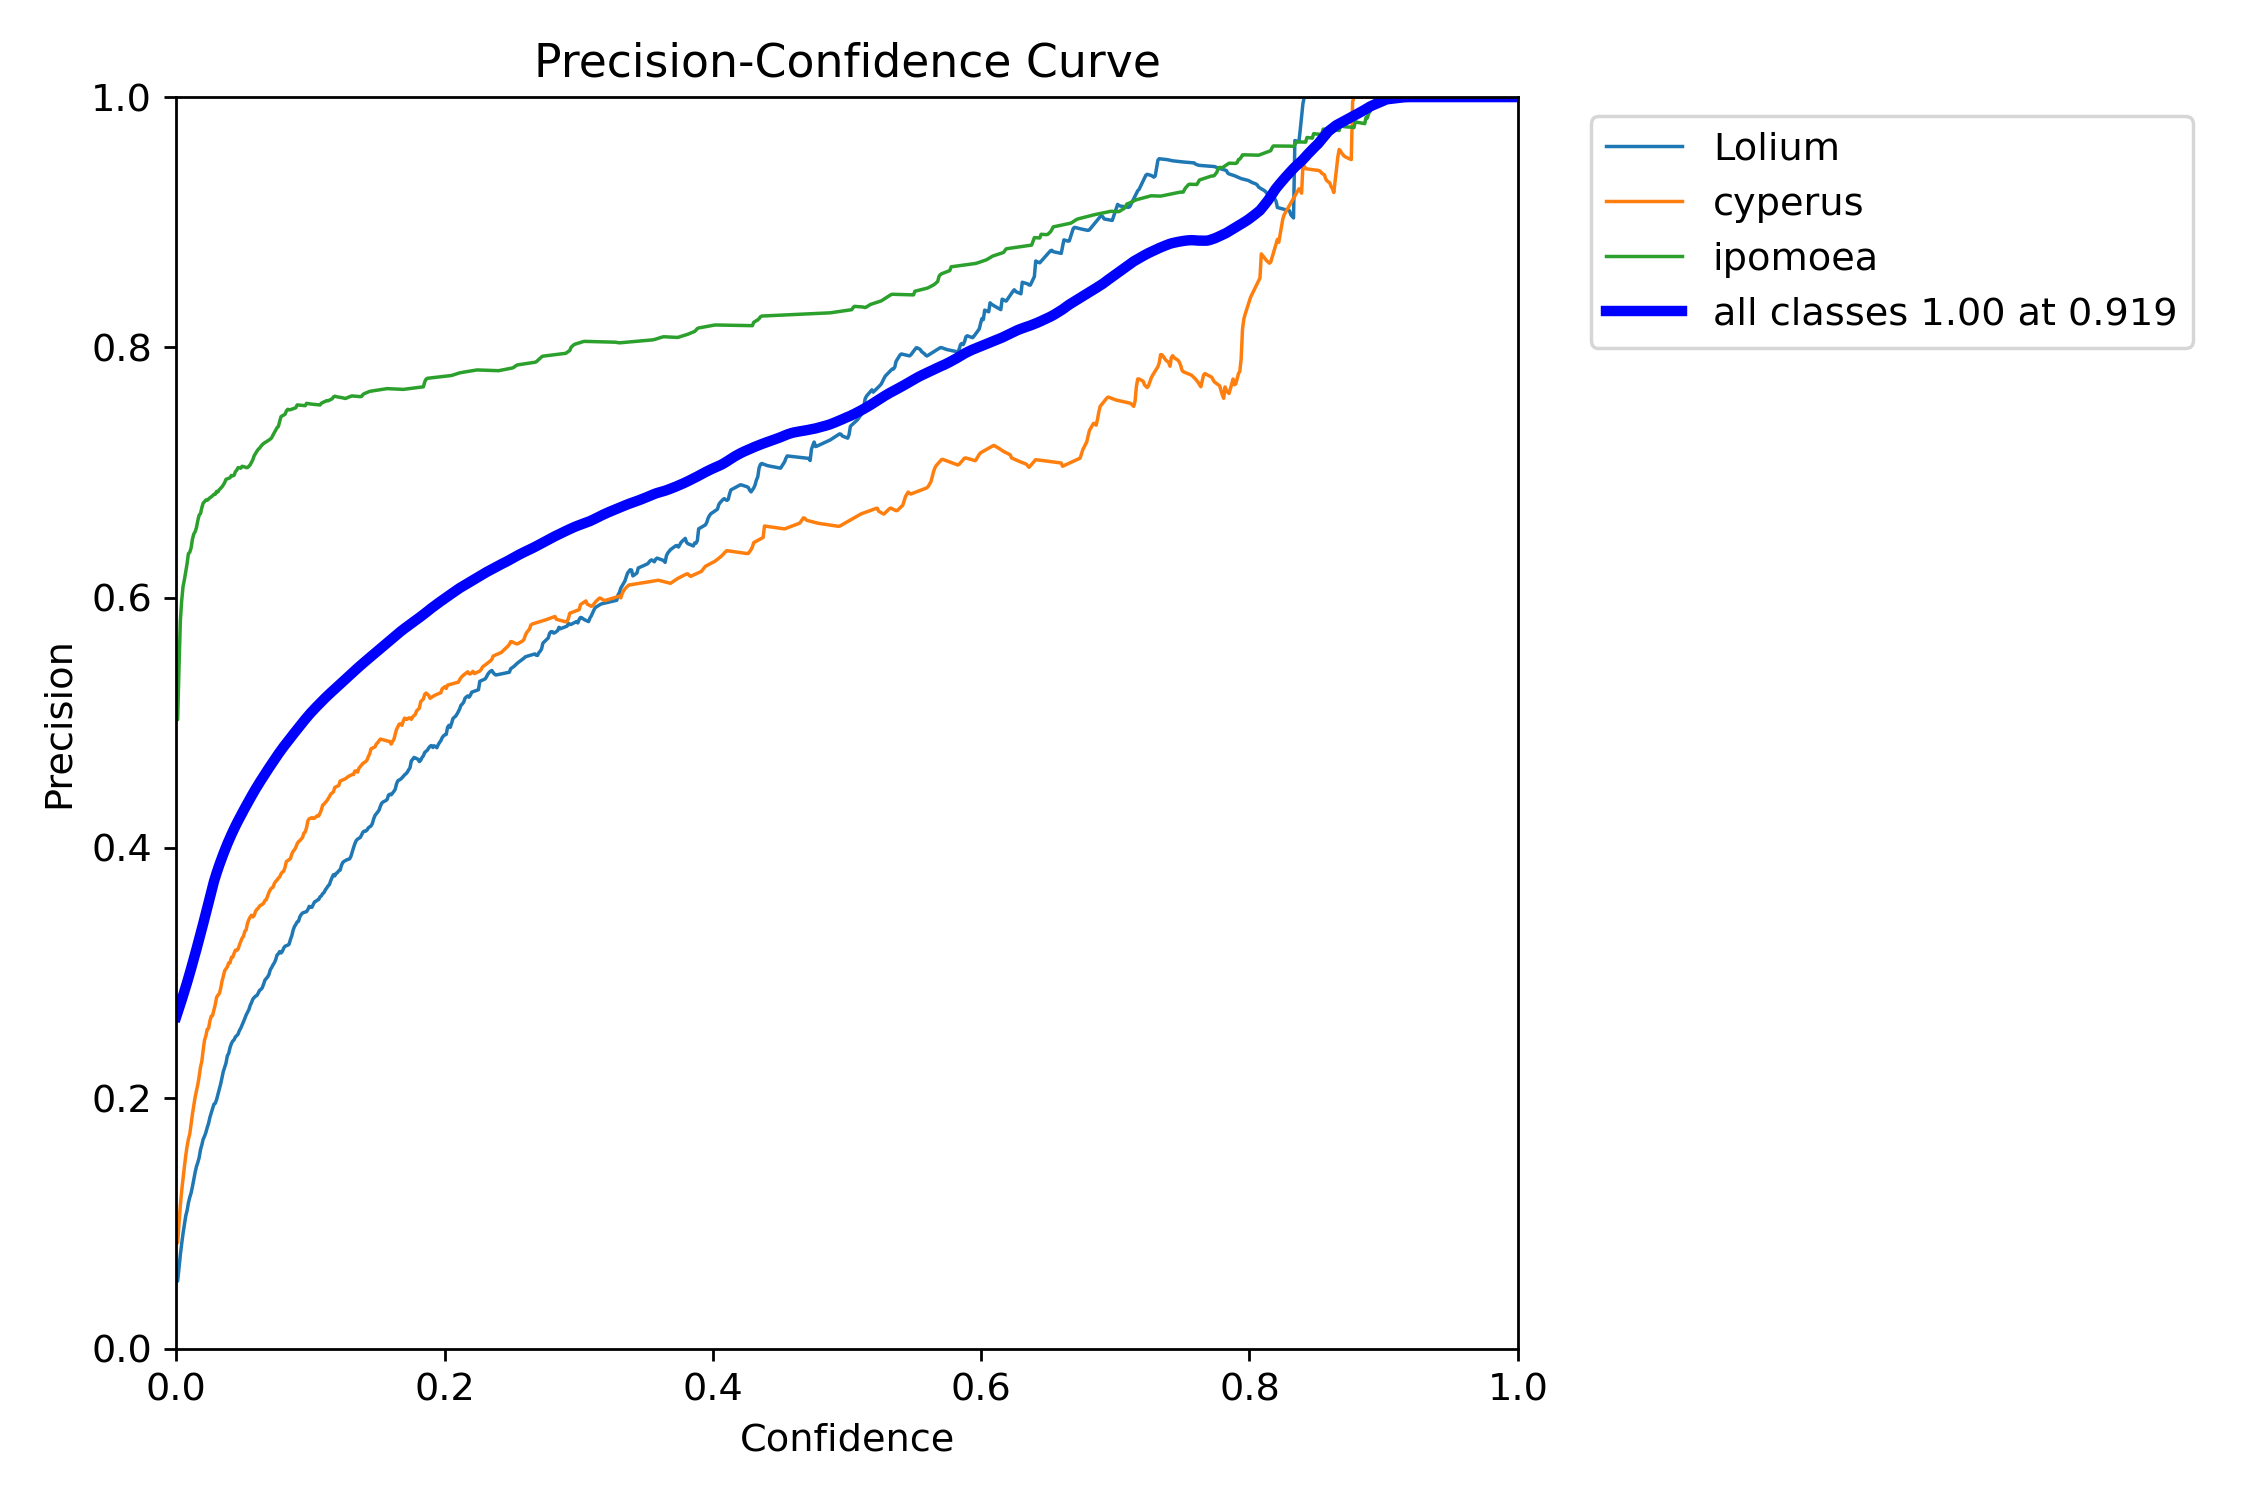 Precision-Confidence Curve
1.0
0.8
0.6
0.4
0.2
0.0
Precision
0.0 0.2 0.4 0.6 0.8 1.0
Confidence
Lolium
cyperus
ipomoea
all classes 1.00 at 0.919